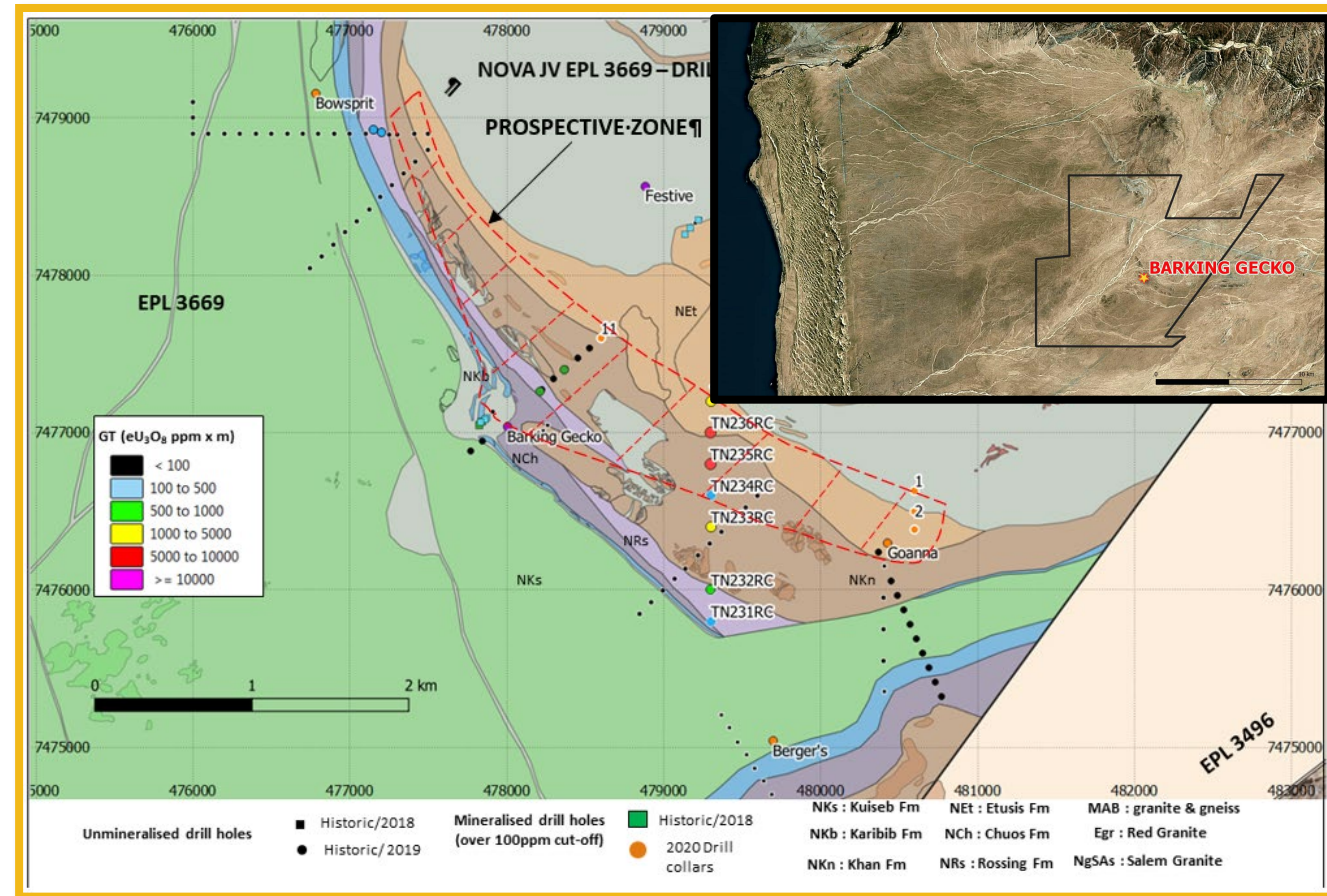 5000 476000 477000 478000 479000
NOVA JV EPL 3669 – DRIL
¶
PROSPECTIVE·ZONE¶
Bowsprit
7479000
Festive
7478000
EPL 3669
BARKING GECKO
NEt
11
NKb
7477000
7477000
TN236RC
Barking Gecko
NCh
TN235RC
TN234RC
1
2
TN233RC
Goanna
NRs
NKs
NKn
TN232RC
7476000
7476000
TN231RC
GT (eU₃O₈ ppm x m)
< 100
100 to 500
500 to 1000
1000 to 5000
5000 to 10000
>= 10000
0 1 2 km
7475000
7475000
Berger's
EPL 3496
5000 476000 477000 478000 479000 480000 481000 482000 483000
Unmineralised drill holes
Historic/2018
Historic/ 2019
Mineralised drill holes
(over 100ppm cut-off)
Historic/2018
2020 Drill
collars
NKs : Kuiseb Fm NEt : Etusis Fm MAB : granite & gneiss
NKb : Karibib Fm NCh : Chuos Fm Egr : Red Granite
NKn : Khan Fm NRs : Rossing Fm NgSAs : Salem Granite